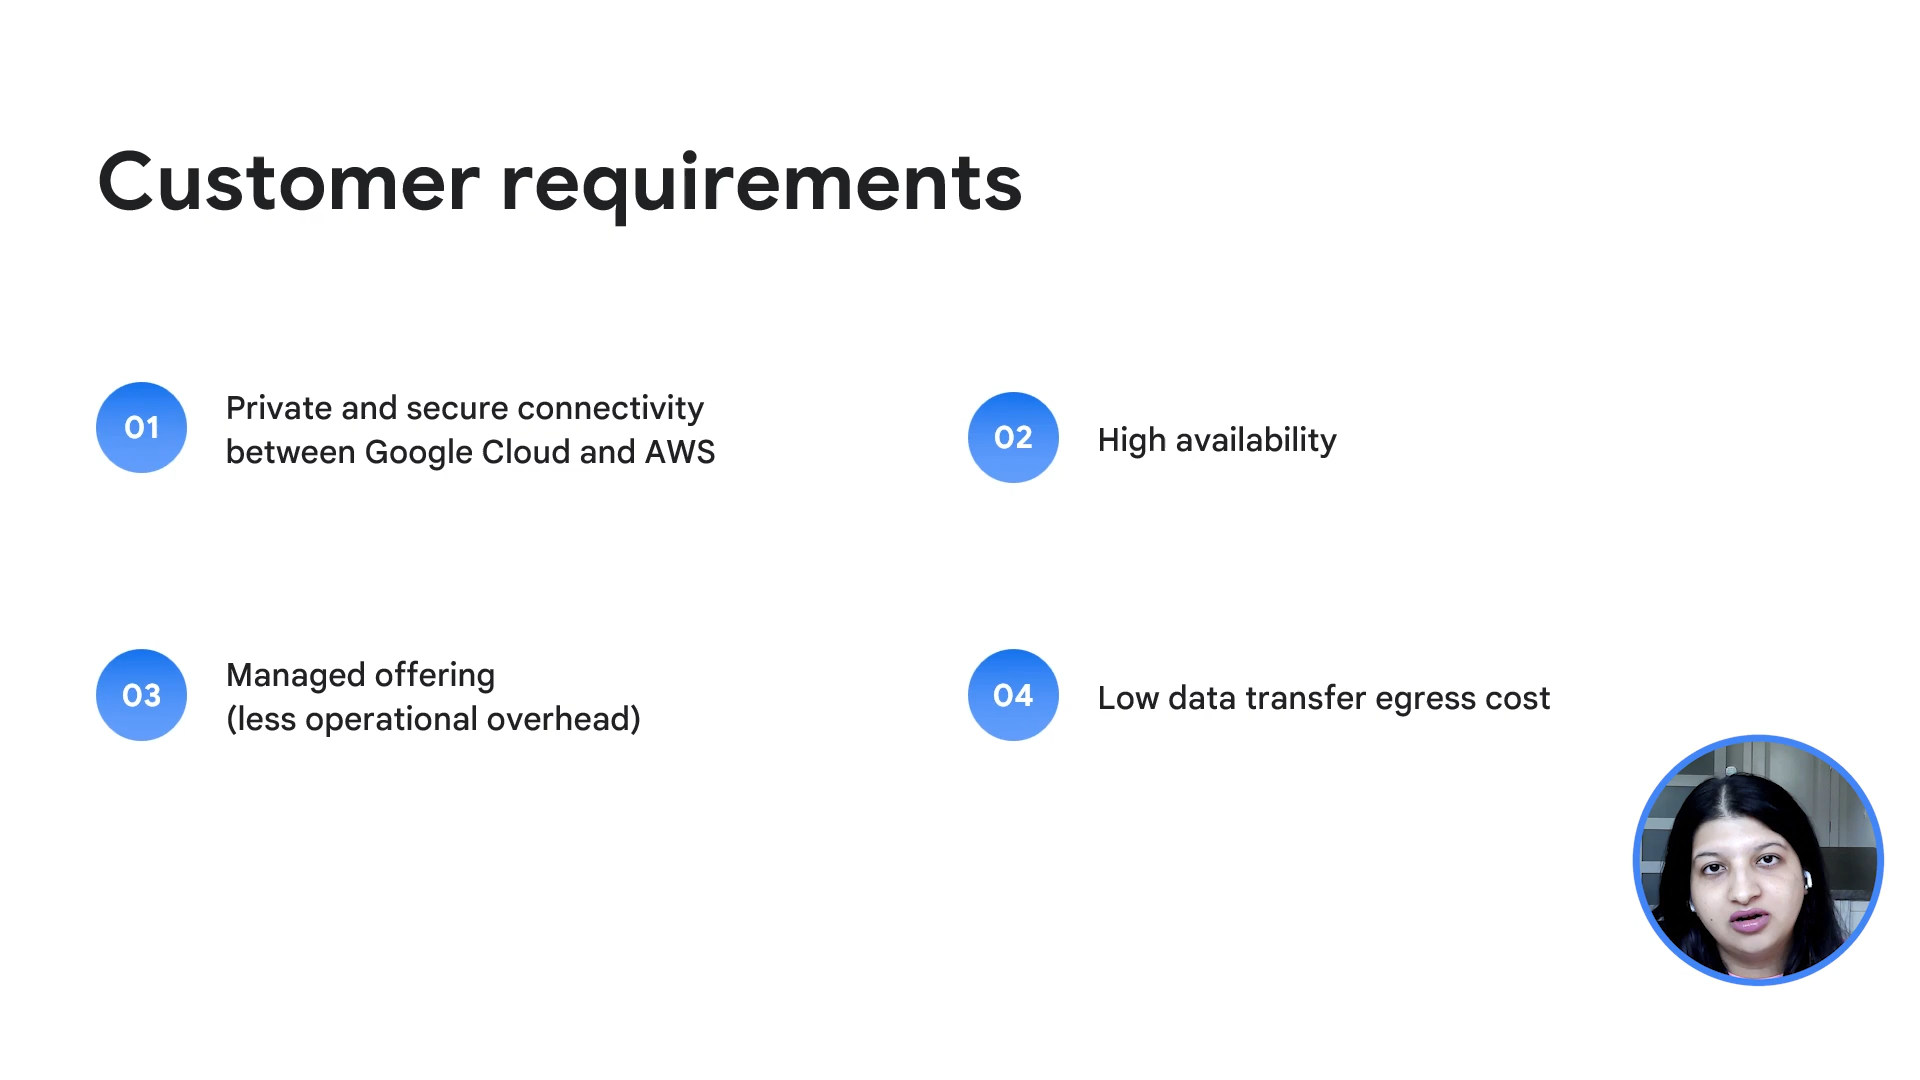 Customer requirements
01
Private and secure connectivity
between Google Cloud and AWS
02
High availability
03
Managed offering
(less operational overhead)
04
Low data transfer egress cost